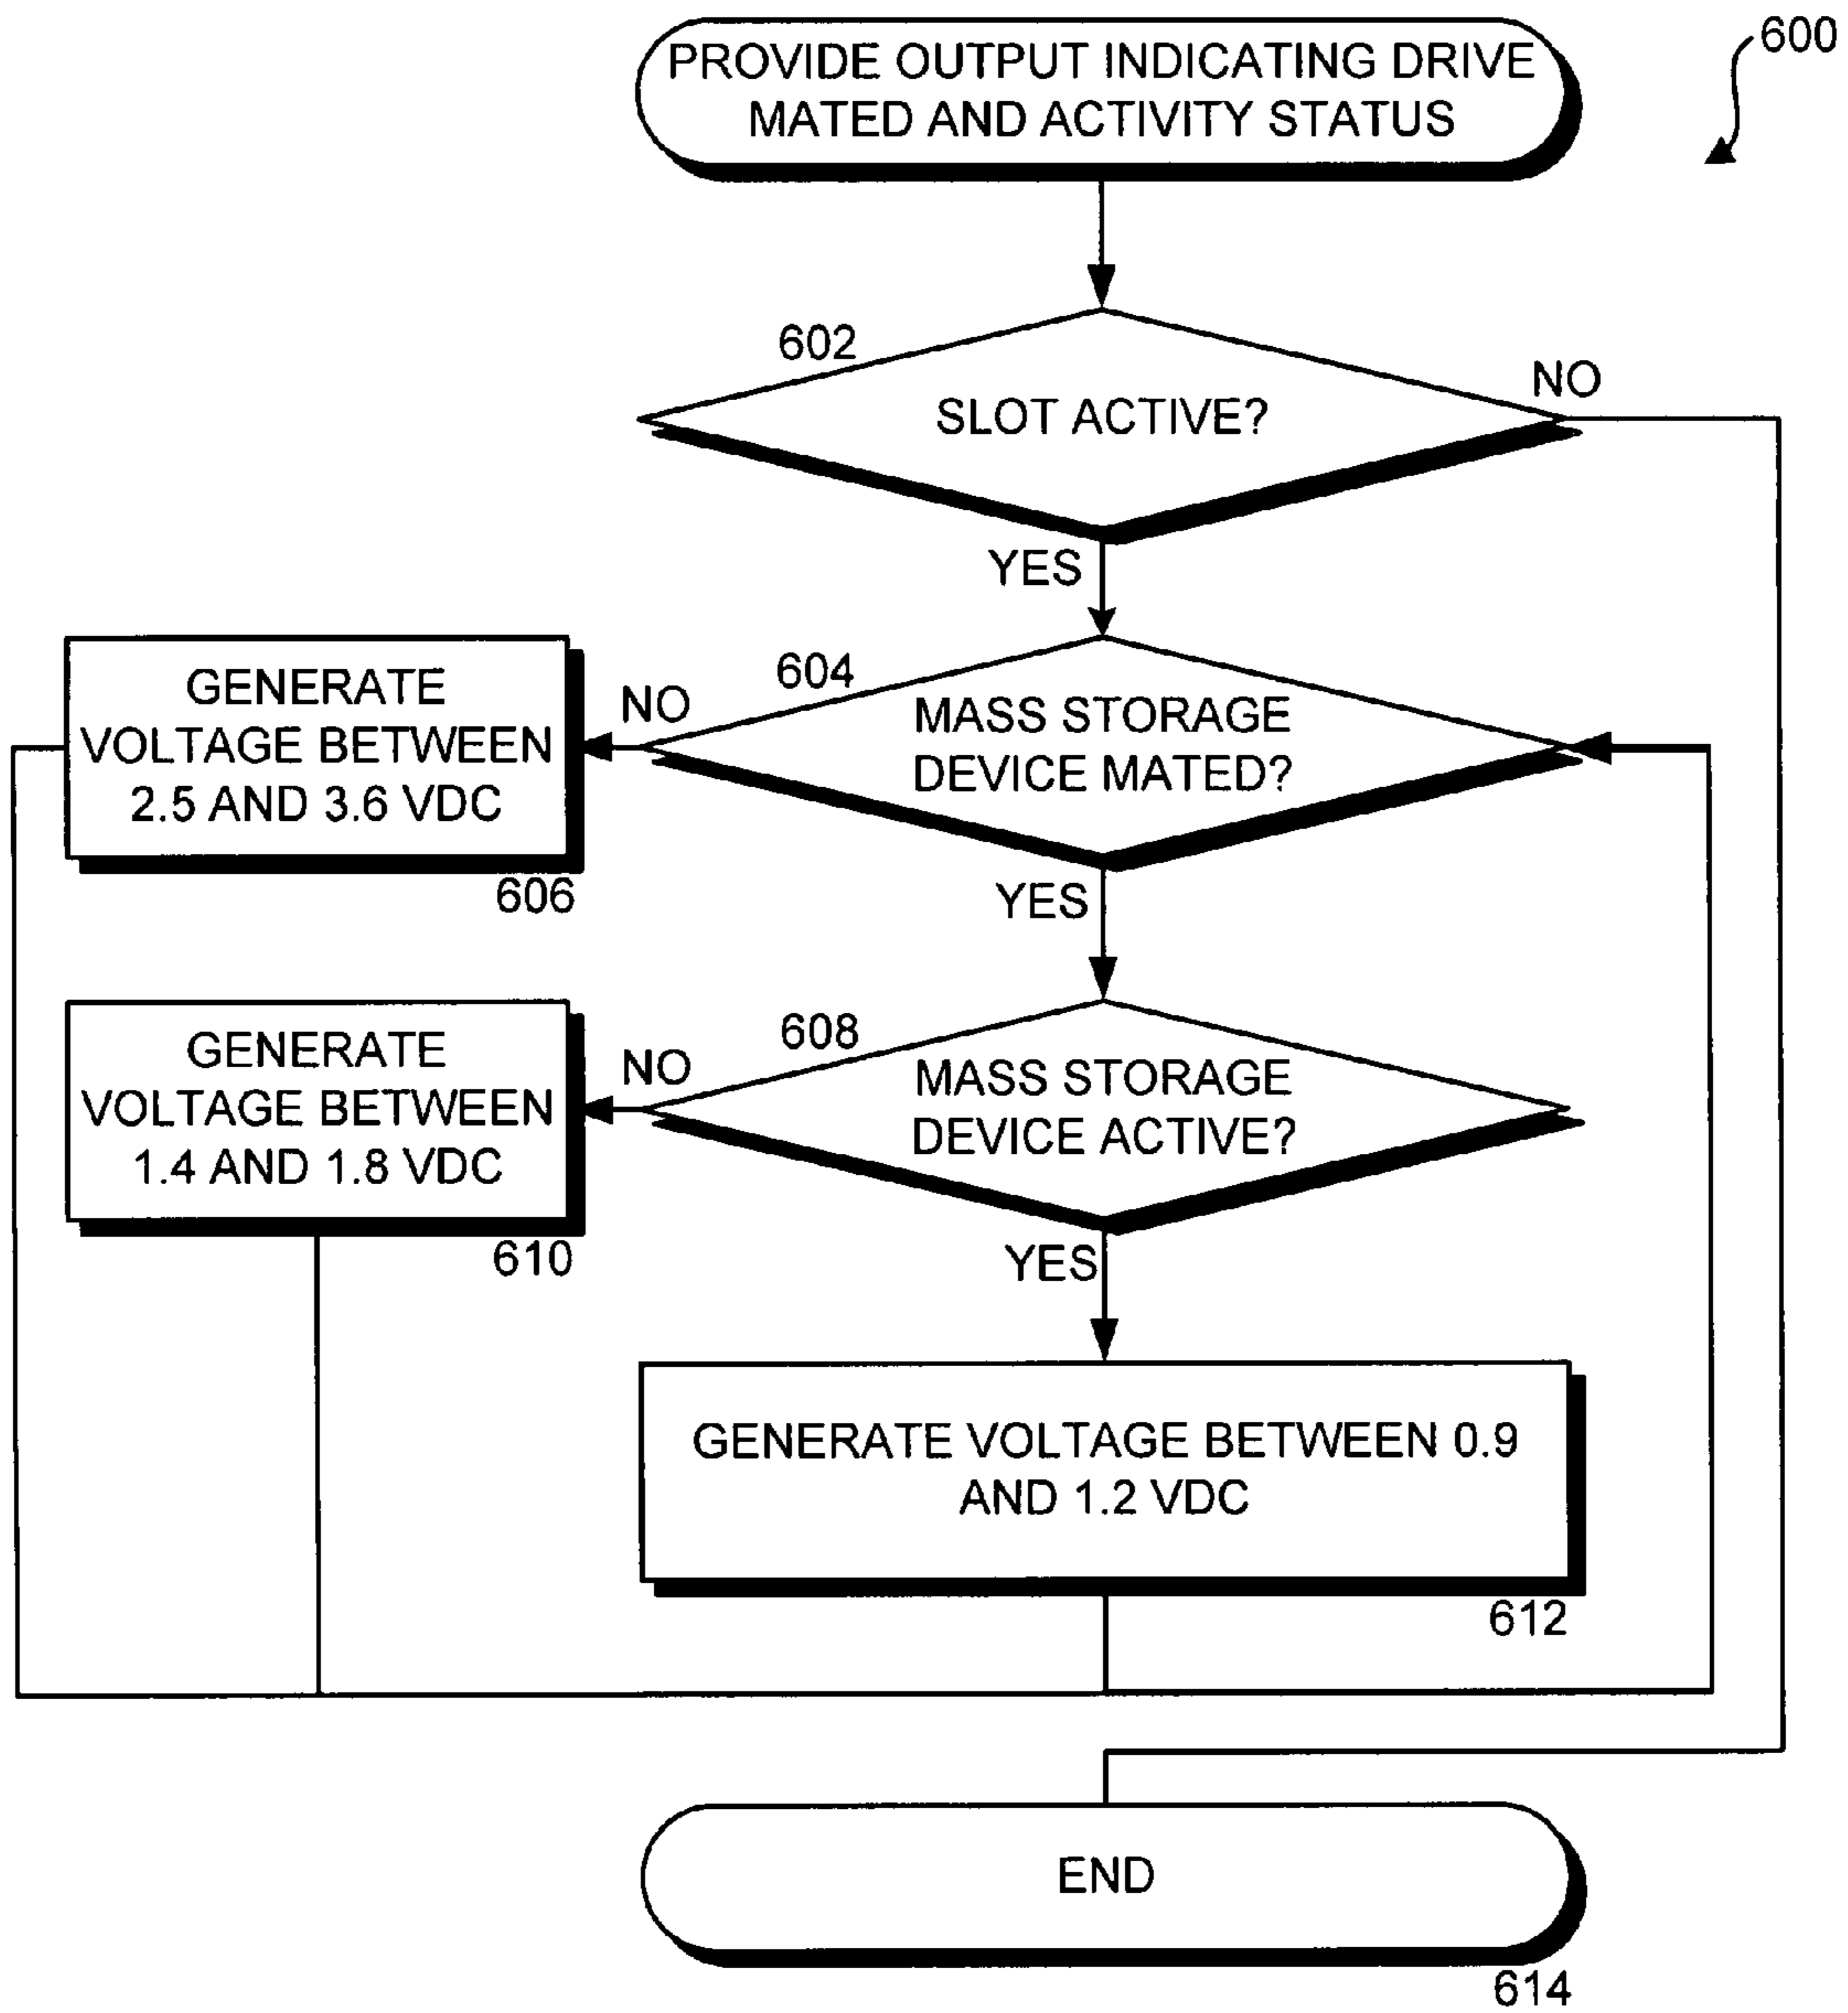 600
PROVIDE OUTPUT INDICATING DRIVE
MATED AND ACTIVITY STATUS
602
NO
SLOT ACTIVE?
YES
604
NO
MASS STORAGE
DEVICE MATED?
GENERATE
VOLTAGE BETWEEN
2.5 AND 3.6 VDC
606
YES
608
NO
MASS STORAGE
DEVICE ACTIVE?
GENERATE
VOLTAGE BETWEEN
1.4 AND 1.8 VDC
610
YES
GENERATE VOLTAGE BETWEEN 0.9
AND 1.2 VDC
612
END
614